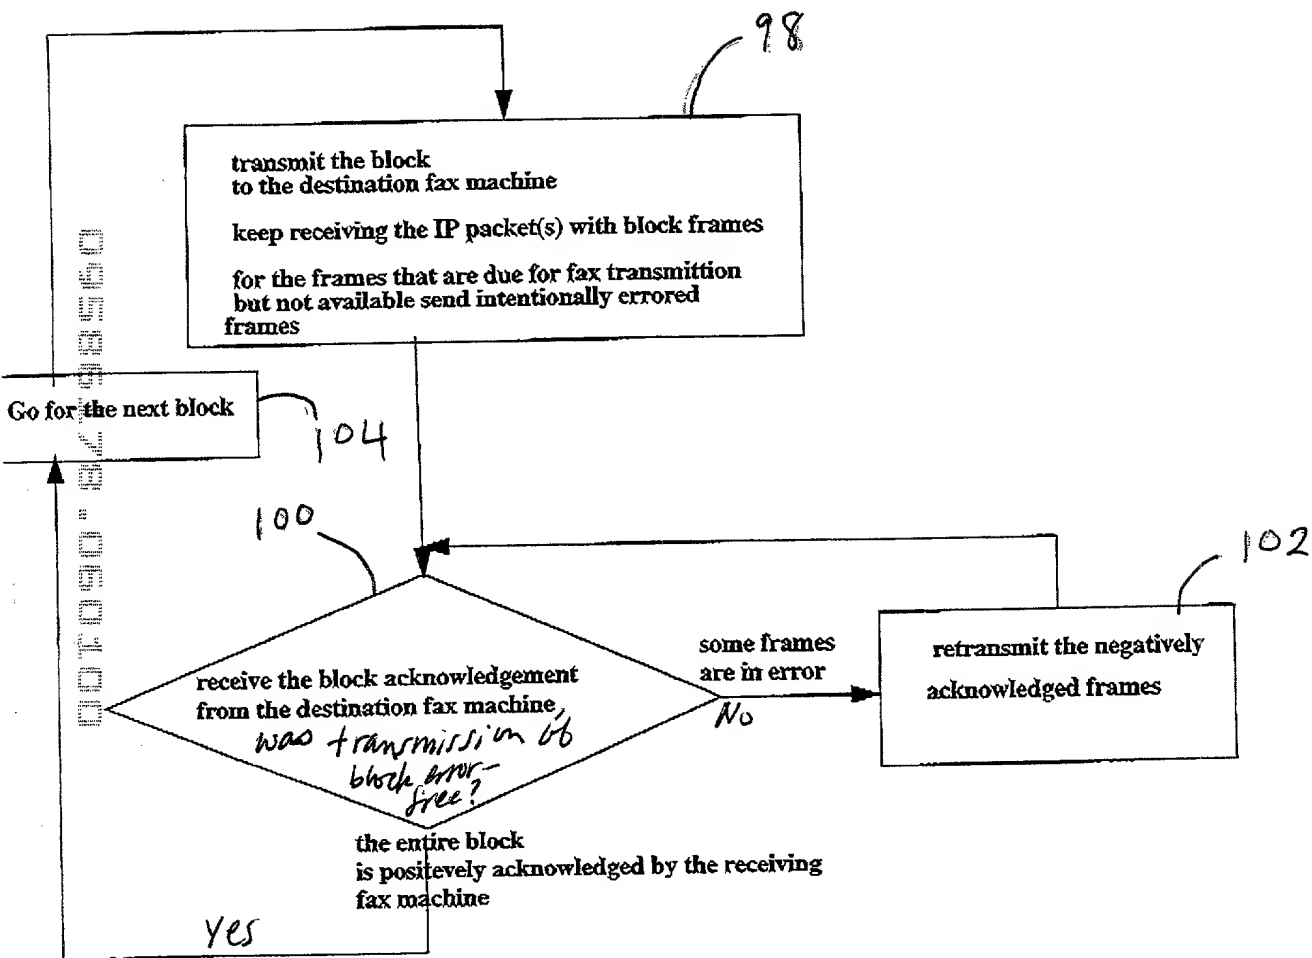 98
transmit the block
to the destination fax machine
keep receiving the IP packet(s) with block frames
for the frames that are due for fax transmittion
but not available send intentionally errored
frames
Go for the next block
104
100
102
some frames
are in error
No
retransmit the negatively
acknowledged frames
receive the block acknowledgement
from the destination fax machine,
was transmission of
block error-
free?
the entire block
is positevely acknowledged by the receiving
fax machine
Yes